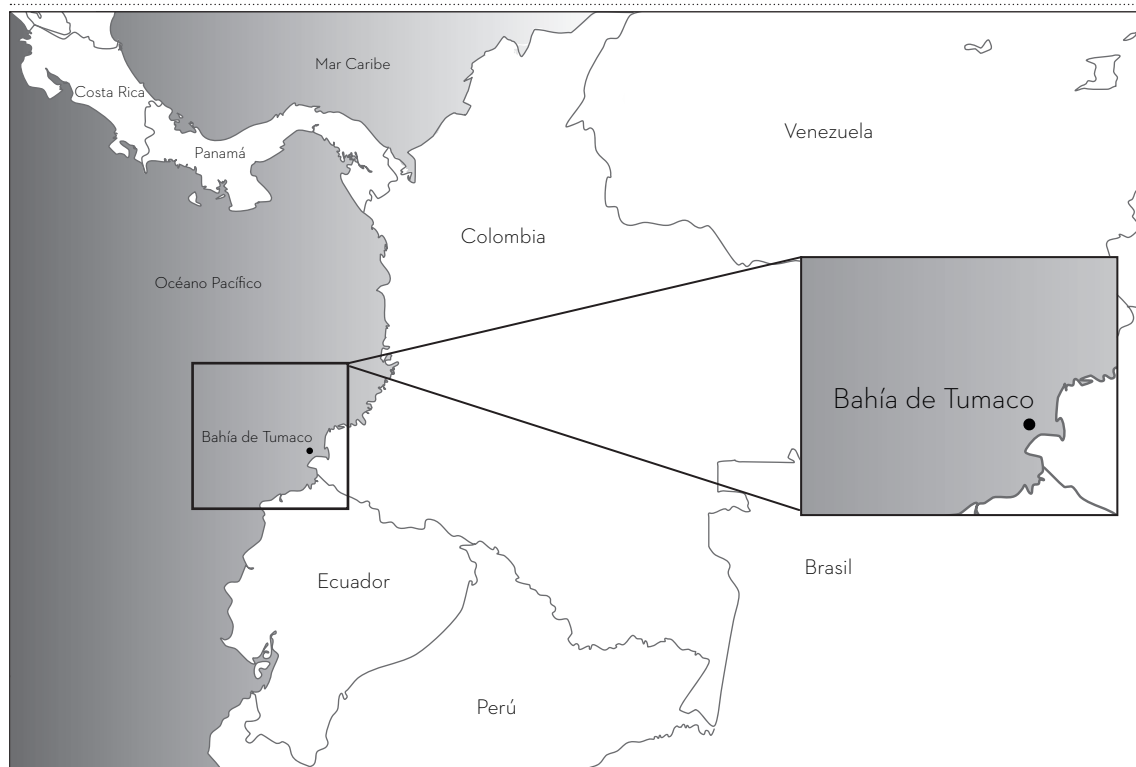 Mar Caribe
Costa Rica
Venezuela
Panamá
Colombia
Océano Pacífico
Bahía de Tumaco
Bahía de Tumaco
Brasil
Ecuador
Perú